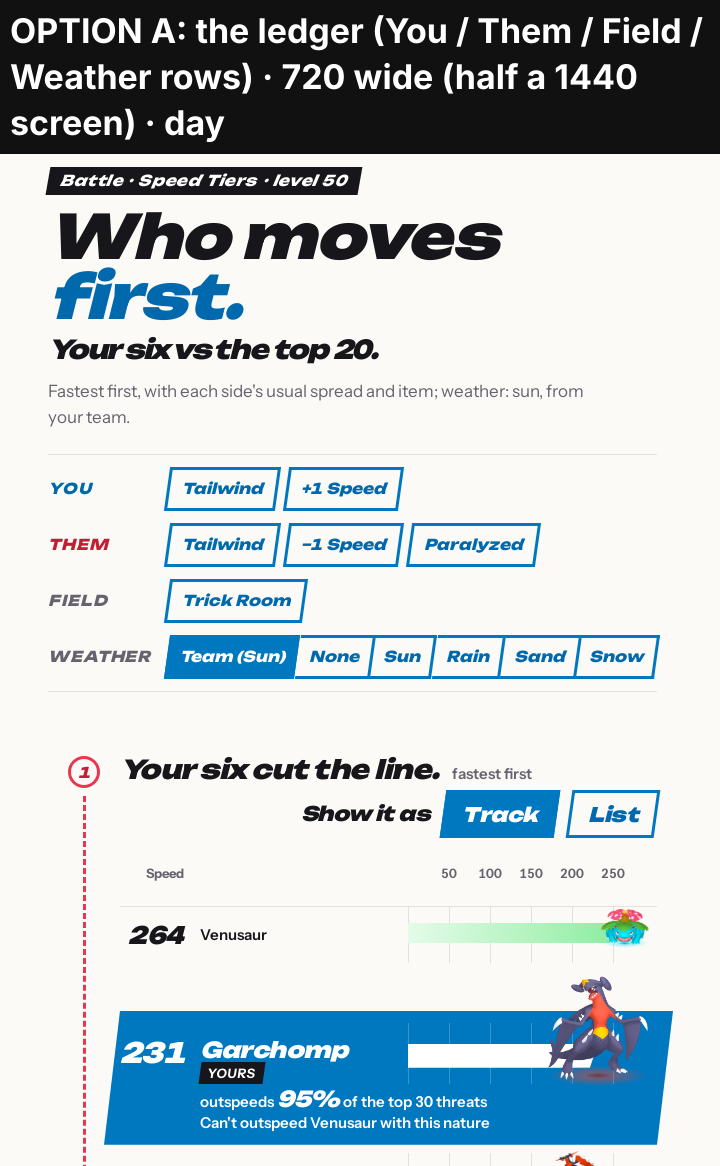 OPTION A: the ledger (You / Them / Field /
Weather rows) · 720 wide (half a 1440
screen) · day
Battle · Speed Tiers · level 50
Who moves
first.
Your six vs the top 20.
Fastest first, with each side's usual spread and item; weather: sun, from
your team.
YOU Tailwind +1 Speed
THEM Tailwind −1 Speed Paralyzed
FIELD Trick Room
WEATHER Team (Sun) None Sun Rain Sand Snow
1 Your six cut the line. fastest first
Show it as Track List
Speed 50 100 150 200 250
264 Venusaur
231 Garchomp
YOURS
outspeeds 95% of the top 30 threats
Can't outspeed Venusaur with this nature